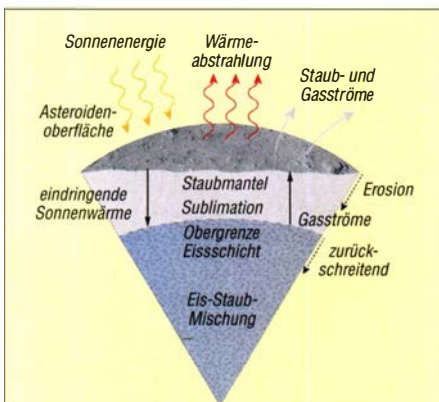 Sonnenenergie
Wärme-
abstrahlung
Staub- und
Gasströme
Asteroiden-
oberfläche
eindringende
Sonnenwärme
Staubmantel
Sublimation
Obergrenze
Eissschicht
Erosion
Gasströme
zurück-
schreitend
Eis-Staub-
Mischung